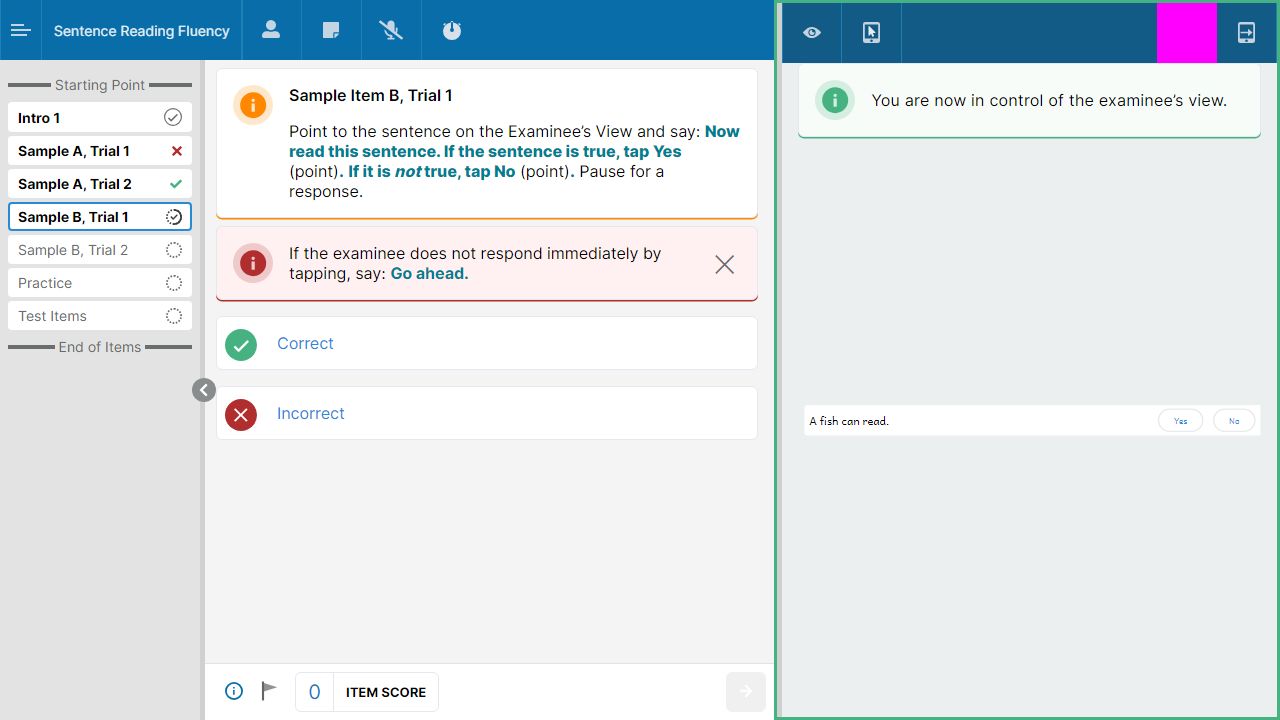 Sentence Reading Fluency
Starting Point
Intro 1
Sample A, Trial 1
Sample A, Trial 2
Sample B, Trial 1
Sample B, Trial 2
Practice
Test Items
End of Items
Sample Item B, Trial 1
Point to the sentence on the Examinee’s View and say: Now
read this sentence. If the sentence is true, tap Yes
(point). If it is not true, tap No (point). Pause for a
response.
If the examinee does not respond immediately by
tapping, say: Go ahead.
Correct
Incorrect
0 ITEM SCORE
You are now in control of the examinee’s view.
A fish can read. Yes No